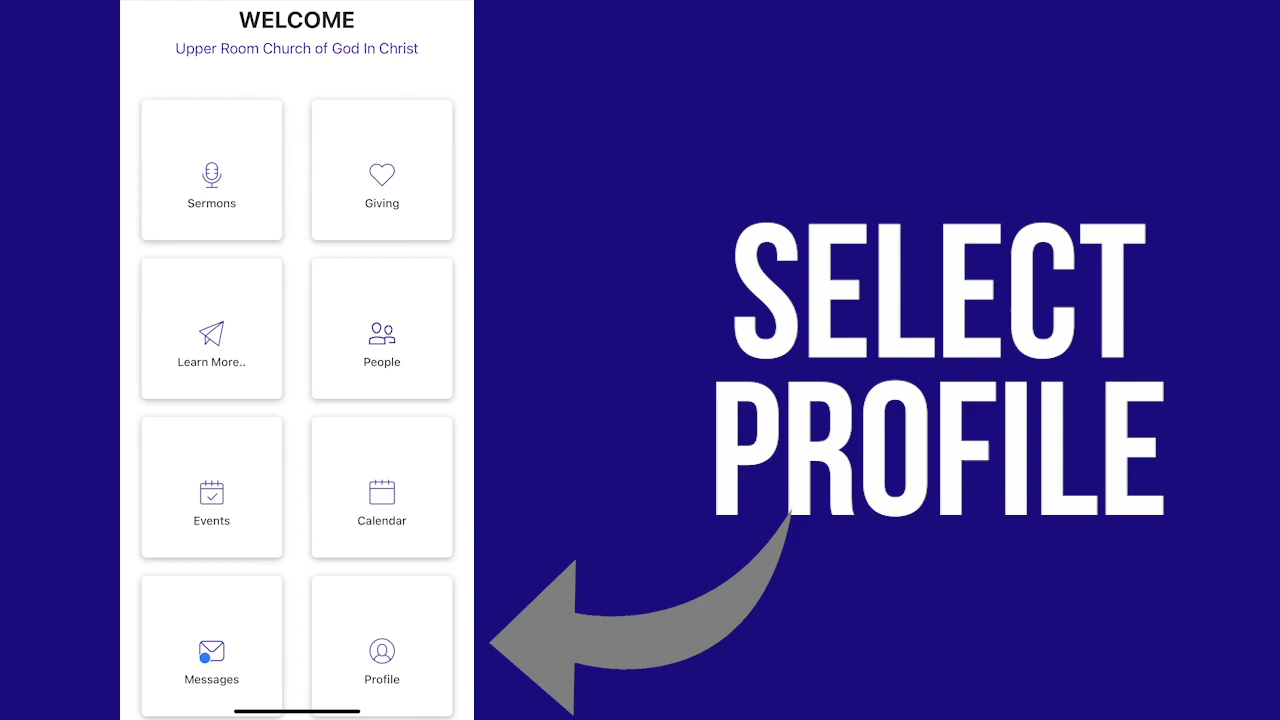 WELCOME
Upper Room Church of God In Christ
Sermons
Giving
Learn More..
People
Events
Calendar
Messages
Profile
SELECT
PROFILE